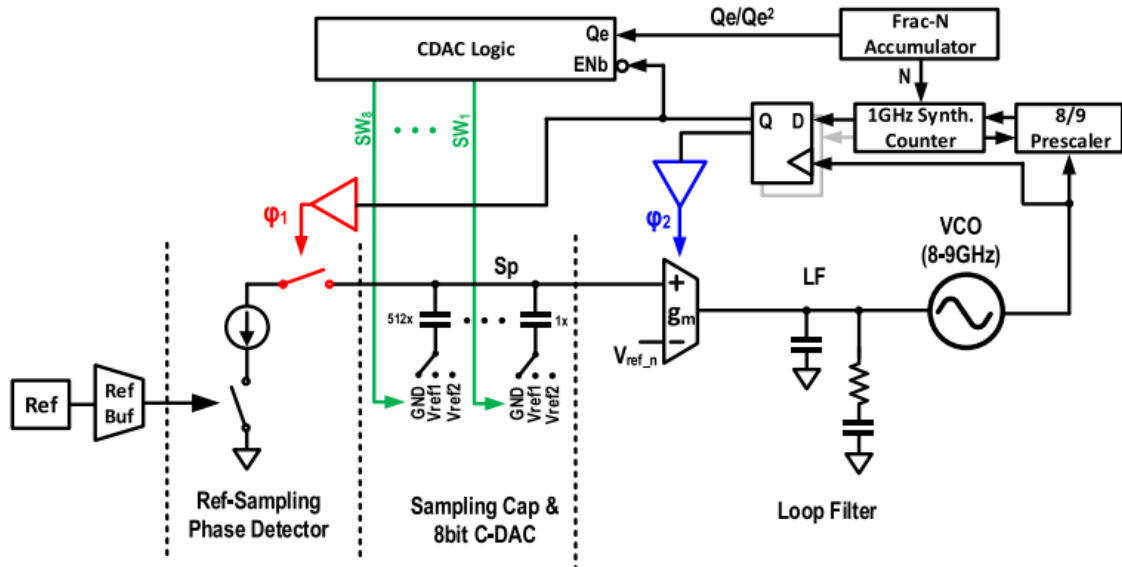 Qe/Qe²
Frac-N
Accumulator
CDAC Logic
Qe
ENb
N
SW₈
SW₁
Q
D
1GHz Synth.
Counter
8/9
Prescaler
φ₁
φ₂
VCO
(8-9GHz)
Sp
LF
512x
1x
+
gₘ
−
Vref_n
GND
Vref1
Vref2
GND
Vref1
Vref2
Ref
Ref
Buf
Ref-Sampling
Phase Detector
Sampling Cap &
8bit C-DAC
Loop Filter